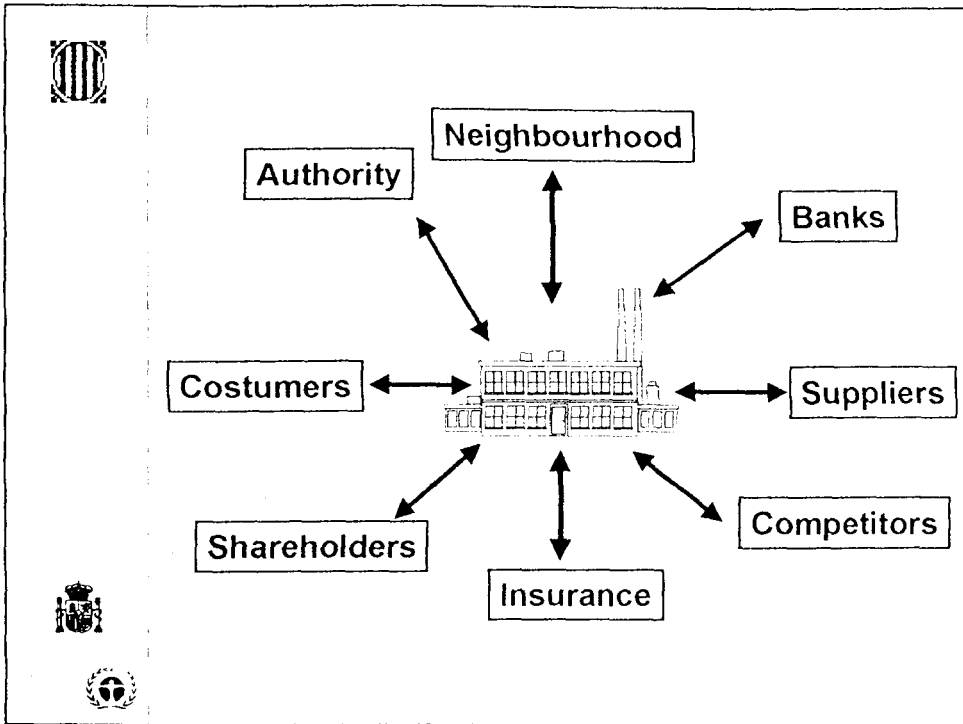 Neighbourhood
Authority
Banks
Costumers
Suppliers
Shareholders
Competitors
Insurance